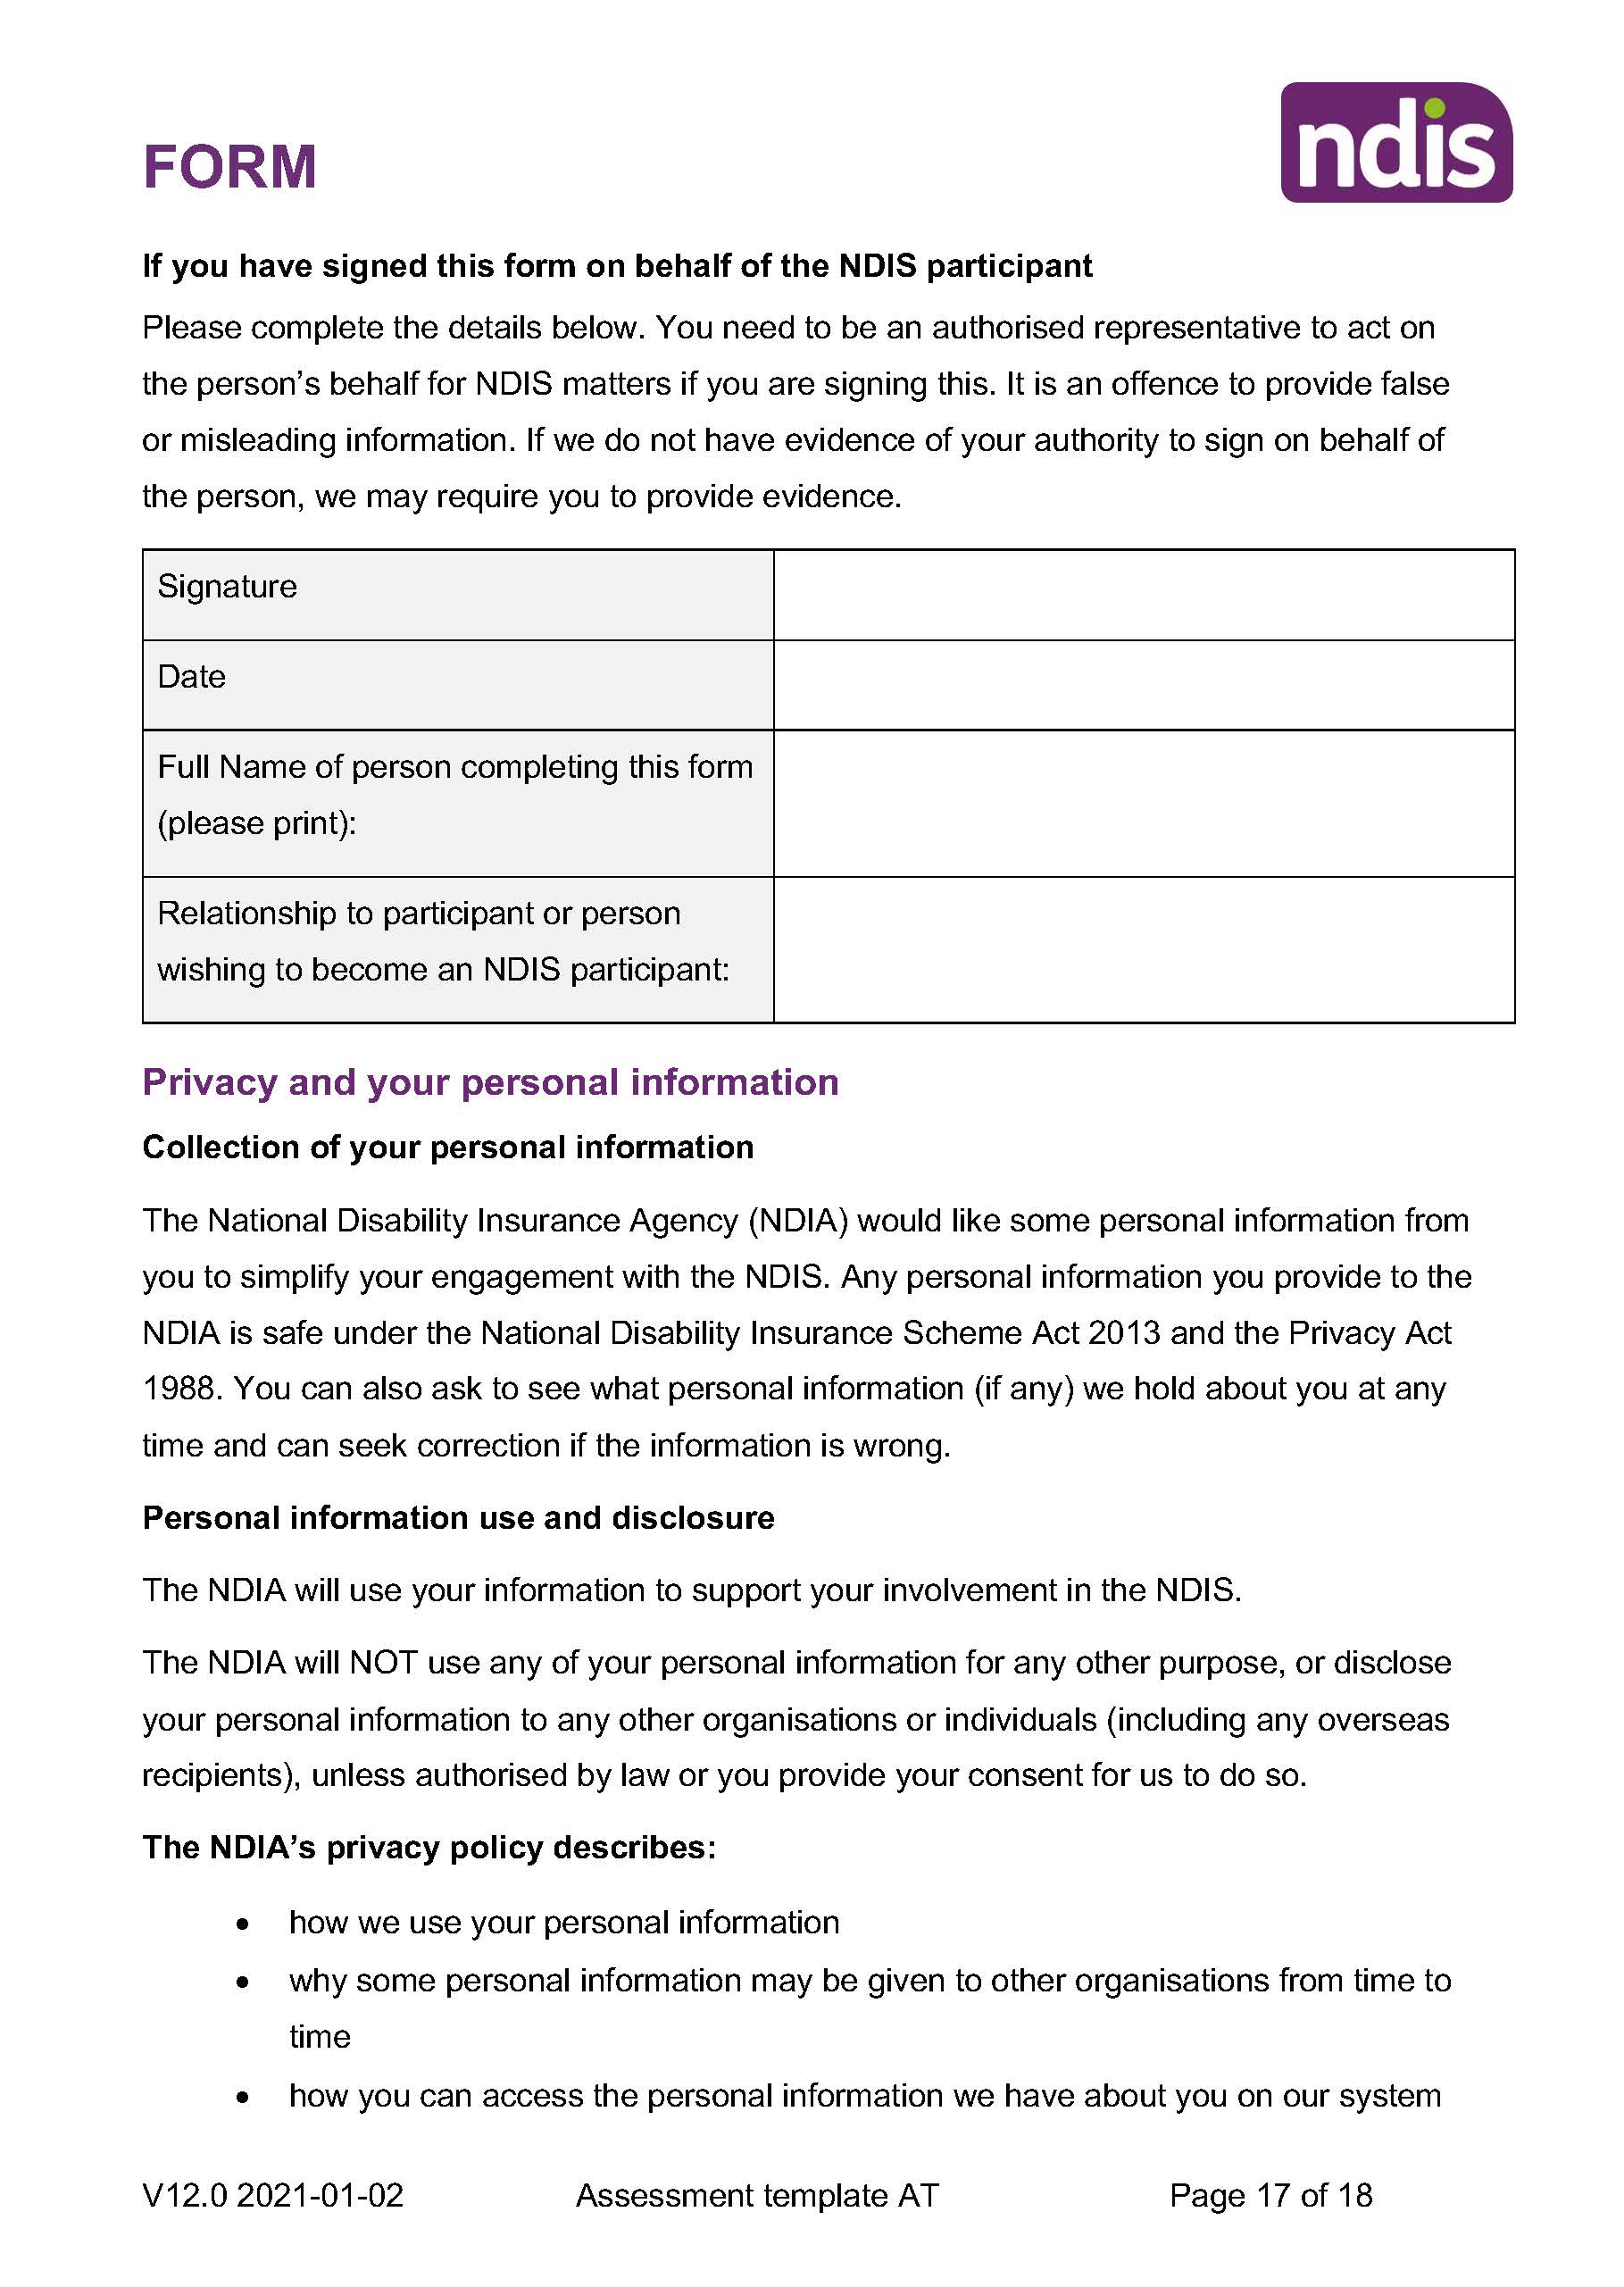 FORM
ndis
If you have signed this form on behalf of the NDIS participant
Please complete the details below. You need to be an authorised representative to act on
the person’s behalf for NDIS matters if you are signing this. It is an offence to provide false
or misleading information. If we do not have evidence of your authority to sign on behalf of
the person, we may require you to provide evidence.
Signature
Date
Full Name of person completing this form
(please print):
Relationship to participant or person
wishing to become an NDIS participant:
Privacy and your personal information
Collection of your personal information
The National Disability Insurance Agency (NDIA) would like some personal information from
you to simplify your engagement with the NDIS. Any personal information you provide to the
NDIA is safe under the National Disability Insurance Scheme Act 2013 and the Privacy Act
1988. You can also ask to see what personal information (if any) we hold about you at any
time and can seek correction if the information is wrong.
Personal information use and disclosure
The NDIA will use your information to support your involvement in the NDIS.
The NDIA will NOT use any of your personal information for any other purpose, or disclose
your personal information to any other organisations or individuals (including any overseas
recipients), unless authorised by law or you provide your consent for us to do so.
The NDIA’s privacy policy describes:
• how we use your personal information
• why some personal information may be given to other organisations from time to
time
• how you can access the personal information we have about you on our system
V12.0 2021-01-02 Assessment template AT Page 17 of 18